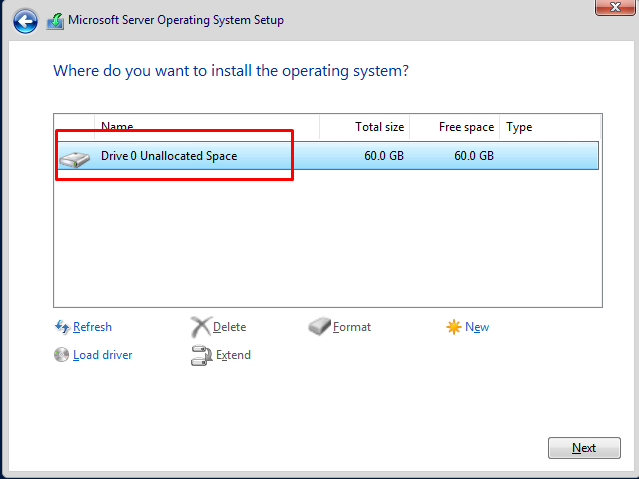 Microsoft Server Operating System Setup
Where do you want to install the operating system?
Name Total size Free space Type
Drive 0 Unallocated Space 60.0 GB 60.0 GB
Refresh Delete Format New
Load driver Extend
Next